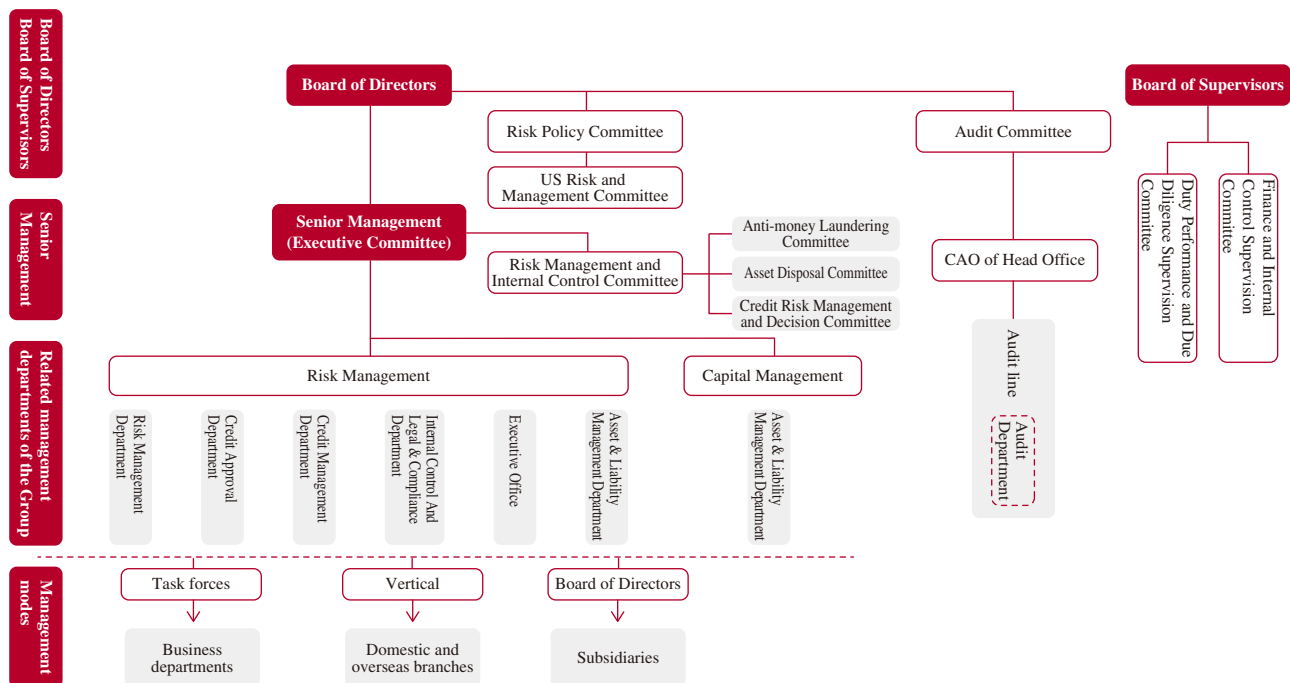 Board of Directors
Board of Supervisors
Board of Directors
Board of Supervisors
Risk Policy Committee
Audit Committee
US Risk and
Management Committee
Duty Performance and Due
Diligence Supervision
Committee
Finance and Internal
Control Supervision
Committee
Senior
Management
Senior Management
(Executive Committee)
Risk Management and
Internal Control Committee
Anti-money Laundering
Committee
Asset Disposal Committee
Credit Risk Management
and Decision Committee
CAO of Head Office
Related management
departments of the Group
Risk Management
Capital Management
Audit line
Audit
Department
Risk Management
Department
Credit Approval
Department
Credit Management
Department
Internal Control And
Legal & Compliance
Department
Executive Office
Asset & Liability
Management Department
Asset & Liability
Management Department
Management
modes
Task forces
Vertical
Board of Directors
Business
departments
Domestic and
overseas branches
Subsidiaries